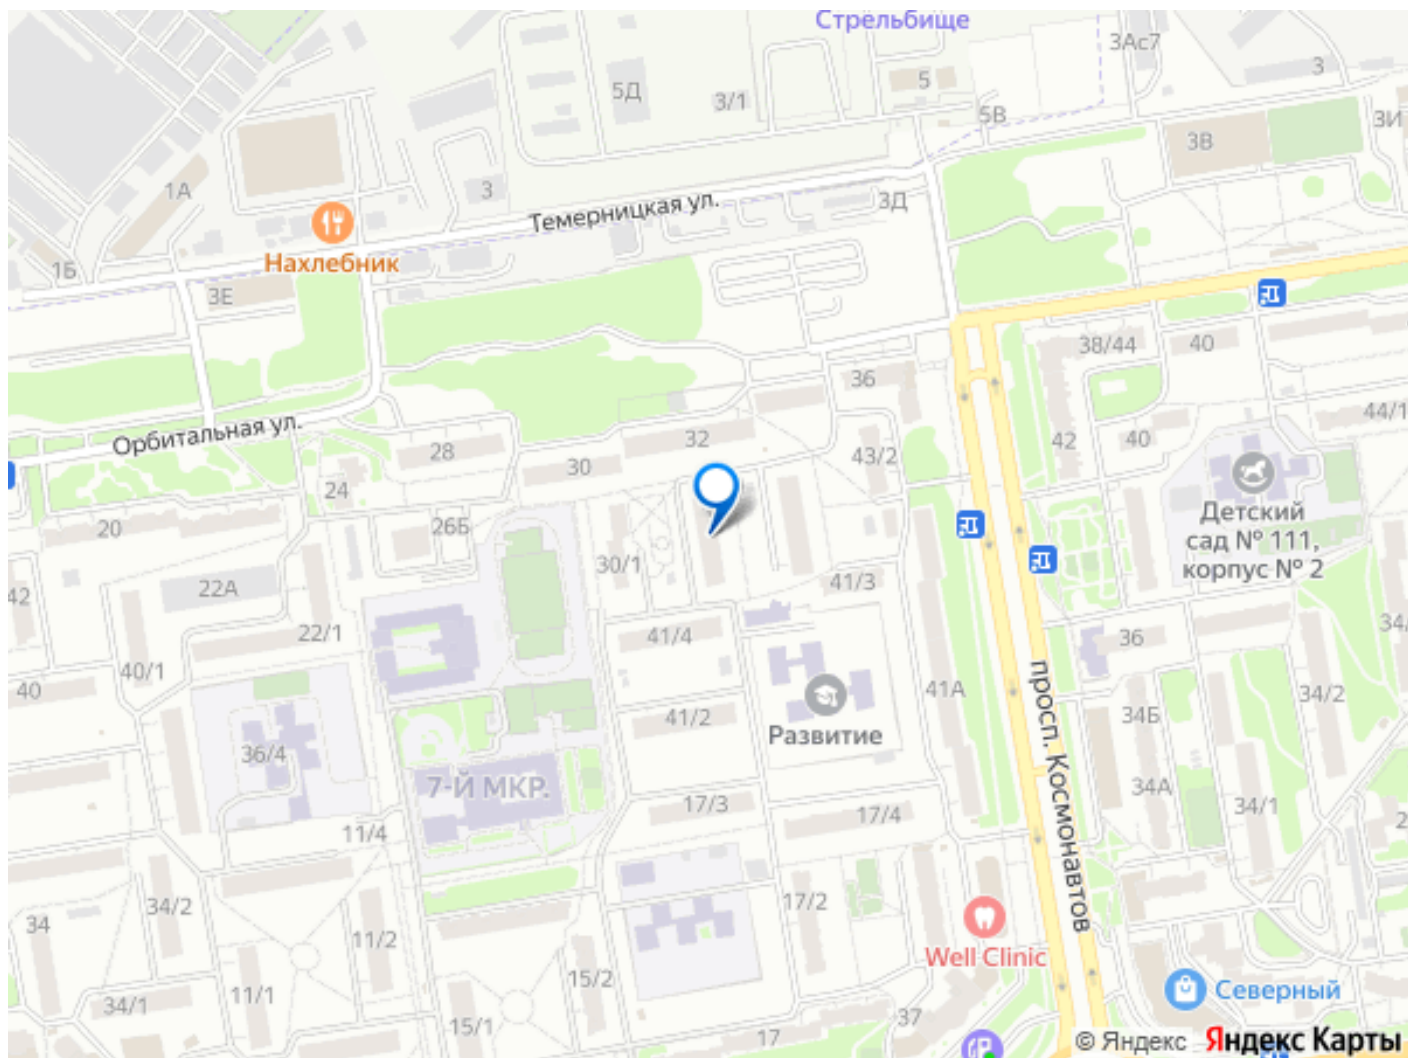 Стрельбище
3Ас7
3
5Д
5
3/1
5В
3И
3В
1А
3
Темерницкая ул.
3Д
1Б
Нахлебник
3Е
38/44
40
36
44/1
Орбитальная ул.
32
42
40
28
43/2
30
24
Детский
сад № 111,
корпус № 2
20
26Б
30/1
41/3
42
22А
22/1
41/4
36
34/
40/1
40
41А
34/2
просп. Космонавтов
41/2
34Б
Развитие
36/4
7-Й МКР.
34А
17/3
17/4
34/1
2
11/4
34/2
17/2
34
11/2
Well Clinic
15/2
34/1
11/1
Северный
15/1
37
17
© Яндекс
Яндекс Карты